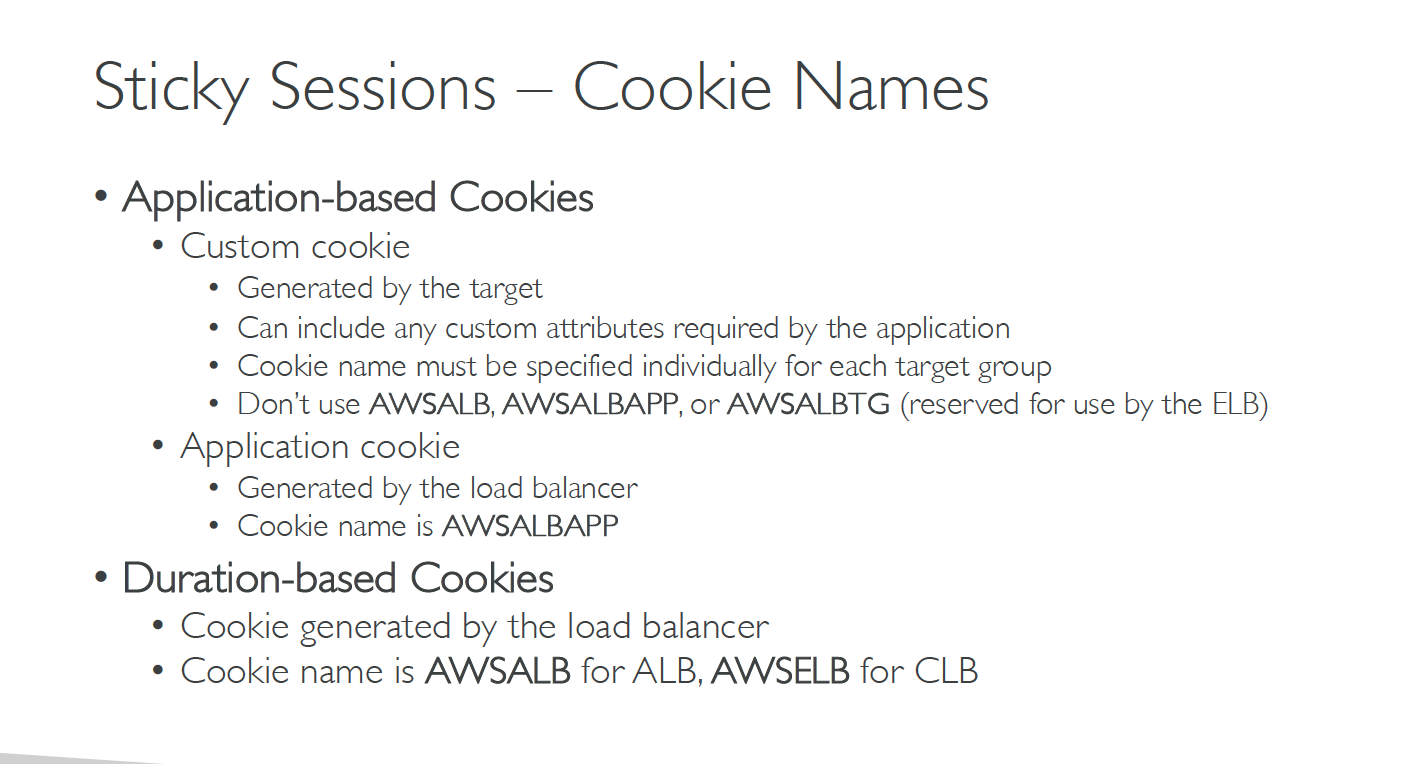 Sticky Sessions – Cookie Names
• Application-based Cookies
• Custom cookie
• Generated by the target
• Can include any custom attributes required by the application
• Cookie name must be specified individually for each target group
• Don’t use AWSALB, AWSALBAPP, or AWSALBTG (reserved for use by the ELB)
• Application cookie
• Generated by the load balancer
• Cookie name is AWSALBAPP
• Duration-based Cookies
• Cookie generated by the load balancer
• Cookie name is AWSALB for ALB, AWSELB for CLB